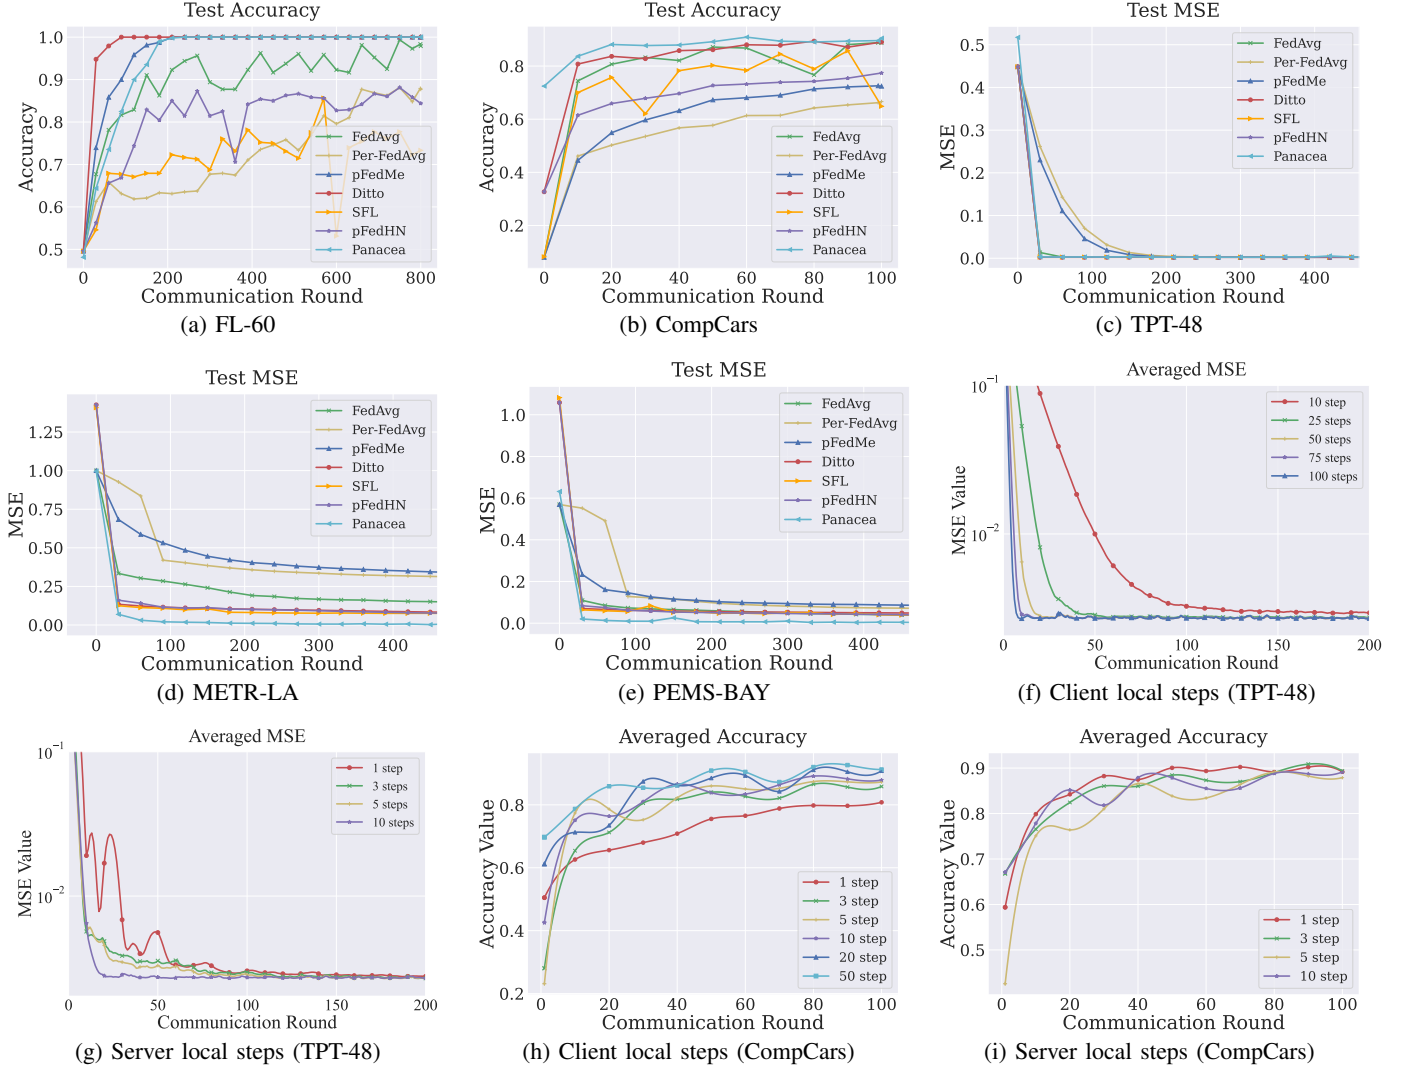 Test Accuracy
1.0
0.9
0.8
0.7
0.6
0.5
Accuracy
FedAvg
Per-FedAvg
pFedMe
Ditto
SFL
pFedHN
Panacea
0 200 400 600 800
Communication Round
(a) FL-60
Test Accuracy
0.8
0.6
0.4
0.2
Accuracy
FedAvg
Per-FedAvg
pFedMe
Ditto
SFL
pFedHN
Panacea
0 20 40 60 80 100
Communication Round
(b) CompCars
Test MSE
0.5
0.4
0.3
0.2
0.1
0.0
MSE
FedAvg
Per-FedAvg
pFedMe
Ditto
SFL
pFedHN
Panacea
0 100 200 300 400
Communication Round
(c) TPT-48
Test MSE
1.25
1.00
0.75
0.50
0.25
0.00
MSE
FedAvg
Per-FedAvg
pFedMe
Ditto
SFL
pFedHN
Panacea
0 100 200 300 400
Communication Round
(d) METR-LA
Test MSE
1.0
0.8
0.6
0.4
0.2
0.0
MSE
FedAvg
Per-FedAvg
pFedMe
Ditto
SFL
pFedHN
Panacea
0 100 200 300 400
Communication Round
(e) PEMS-BAY
Averaged MSE
10⁻¹
10⁻²
MSE Value
10 step
25 steps
50 steps
75 steps
100 steps
0 50 100 150 200
Communication Round
(f) Client local steps (TPT-48)
Averaged MSE
10⁻¹
10⁻²
MSE Value
1 step
3 steps
5 steps
10 steps
0 50 100 150 200
Communication Round
(g) Server local steps (TPT-48)
Averaged Accuracy
0.8
0.6
0.4
0.2
Accuracy Value
1 step
3 step
5 step
10 step
20 step
50 step
0 20 40 60 80 100
Communication Round
(h) Client local steps (CompCars)
Averaged Accuracy
0.9
0.8
0.7
0.6
0.5
Accuracy Value
1 step
3 step
5 step
10 step
0 20 40 60 80 100
Communication Round
(i) Server local steps (CompCars)